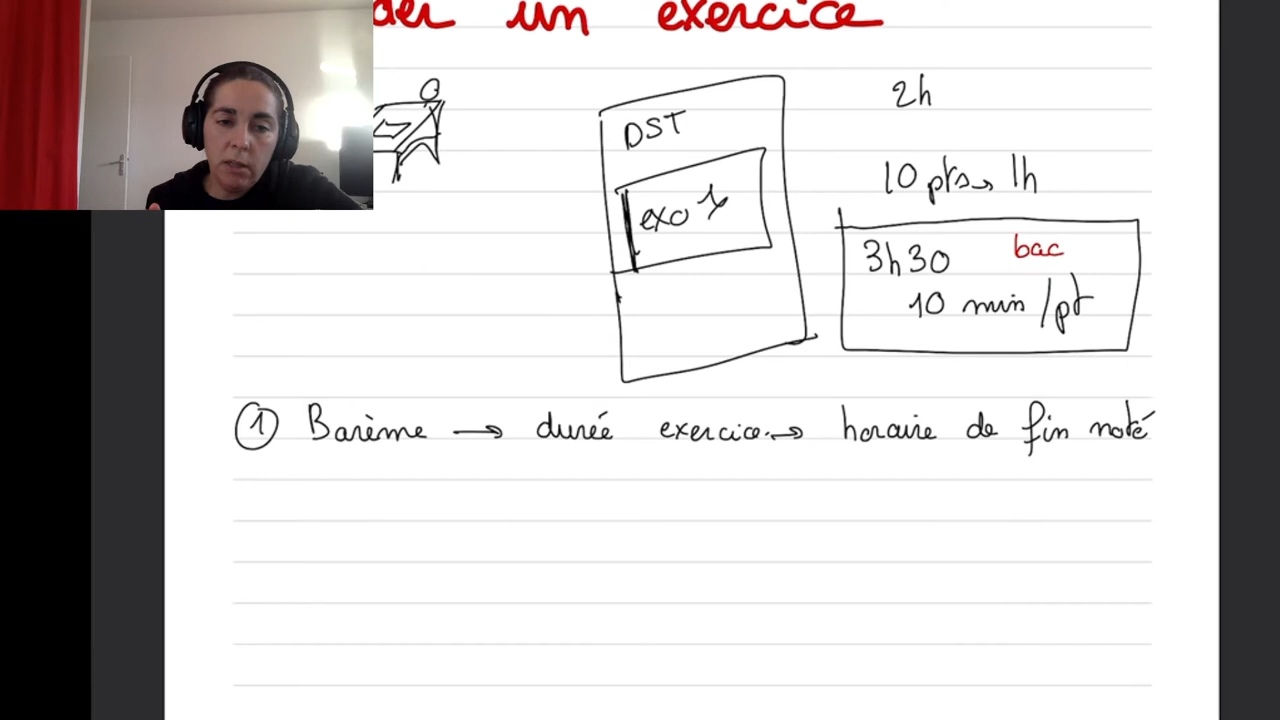 der un exercice
DST
exo 1
2h
10 pts → 1h
3h30 bac
10 min / pt
① Barème → durée exercice → horaire de fin noté